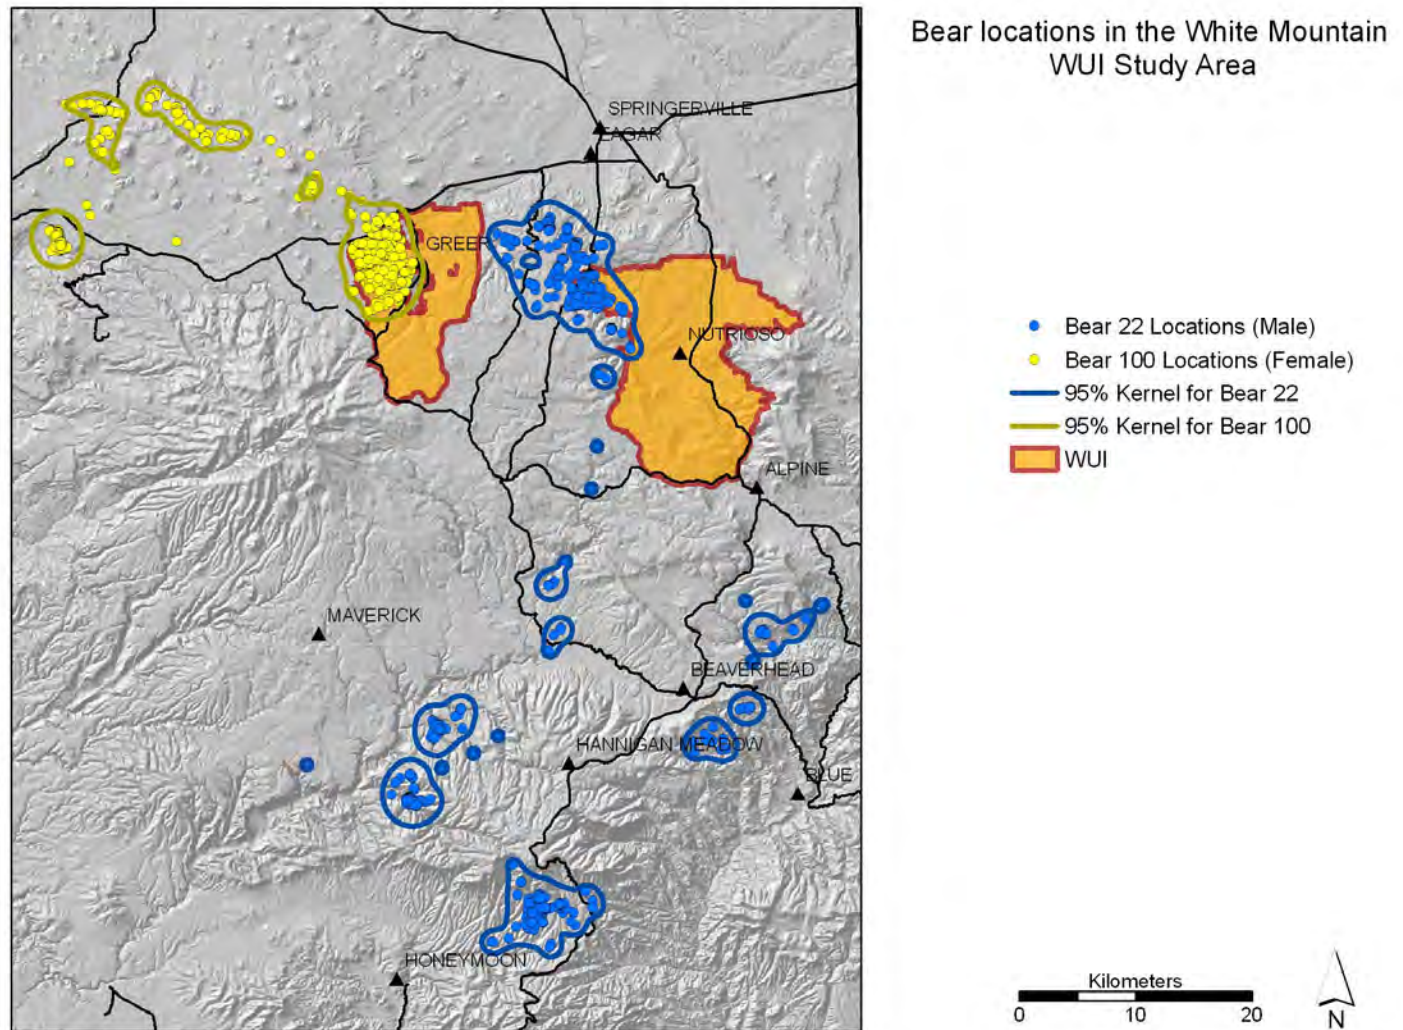 Bear locations in the White Mountain
WUI Study Area
SPRINGERVILLE
EAGAR
GREER
NUTRIOSO
ALPINE
MAVERICK
BEAVERHEAD
HANNIGAN MEADOW
BLUE
HONEYMOON
Bear 22 Locations (Male)
Bear 100 Locations (Female)
95% Kernel for Bear 22
95% Kernel for Bear 100
WUI
Kilometers
0 10 20
N